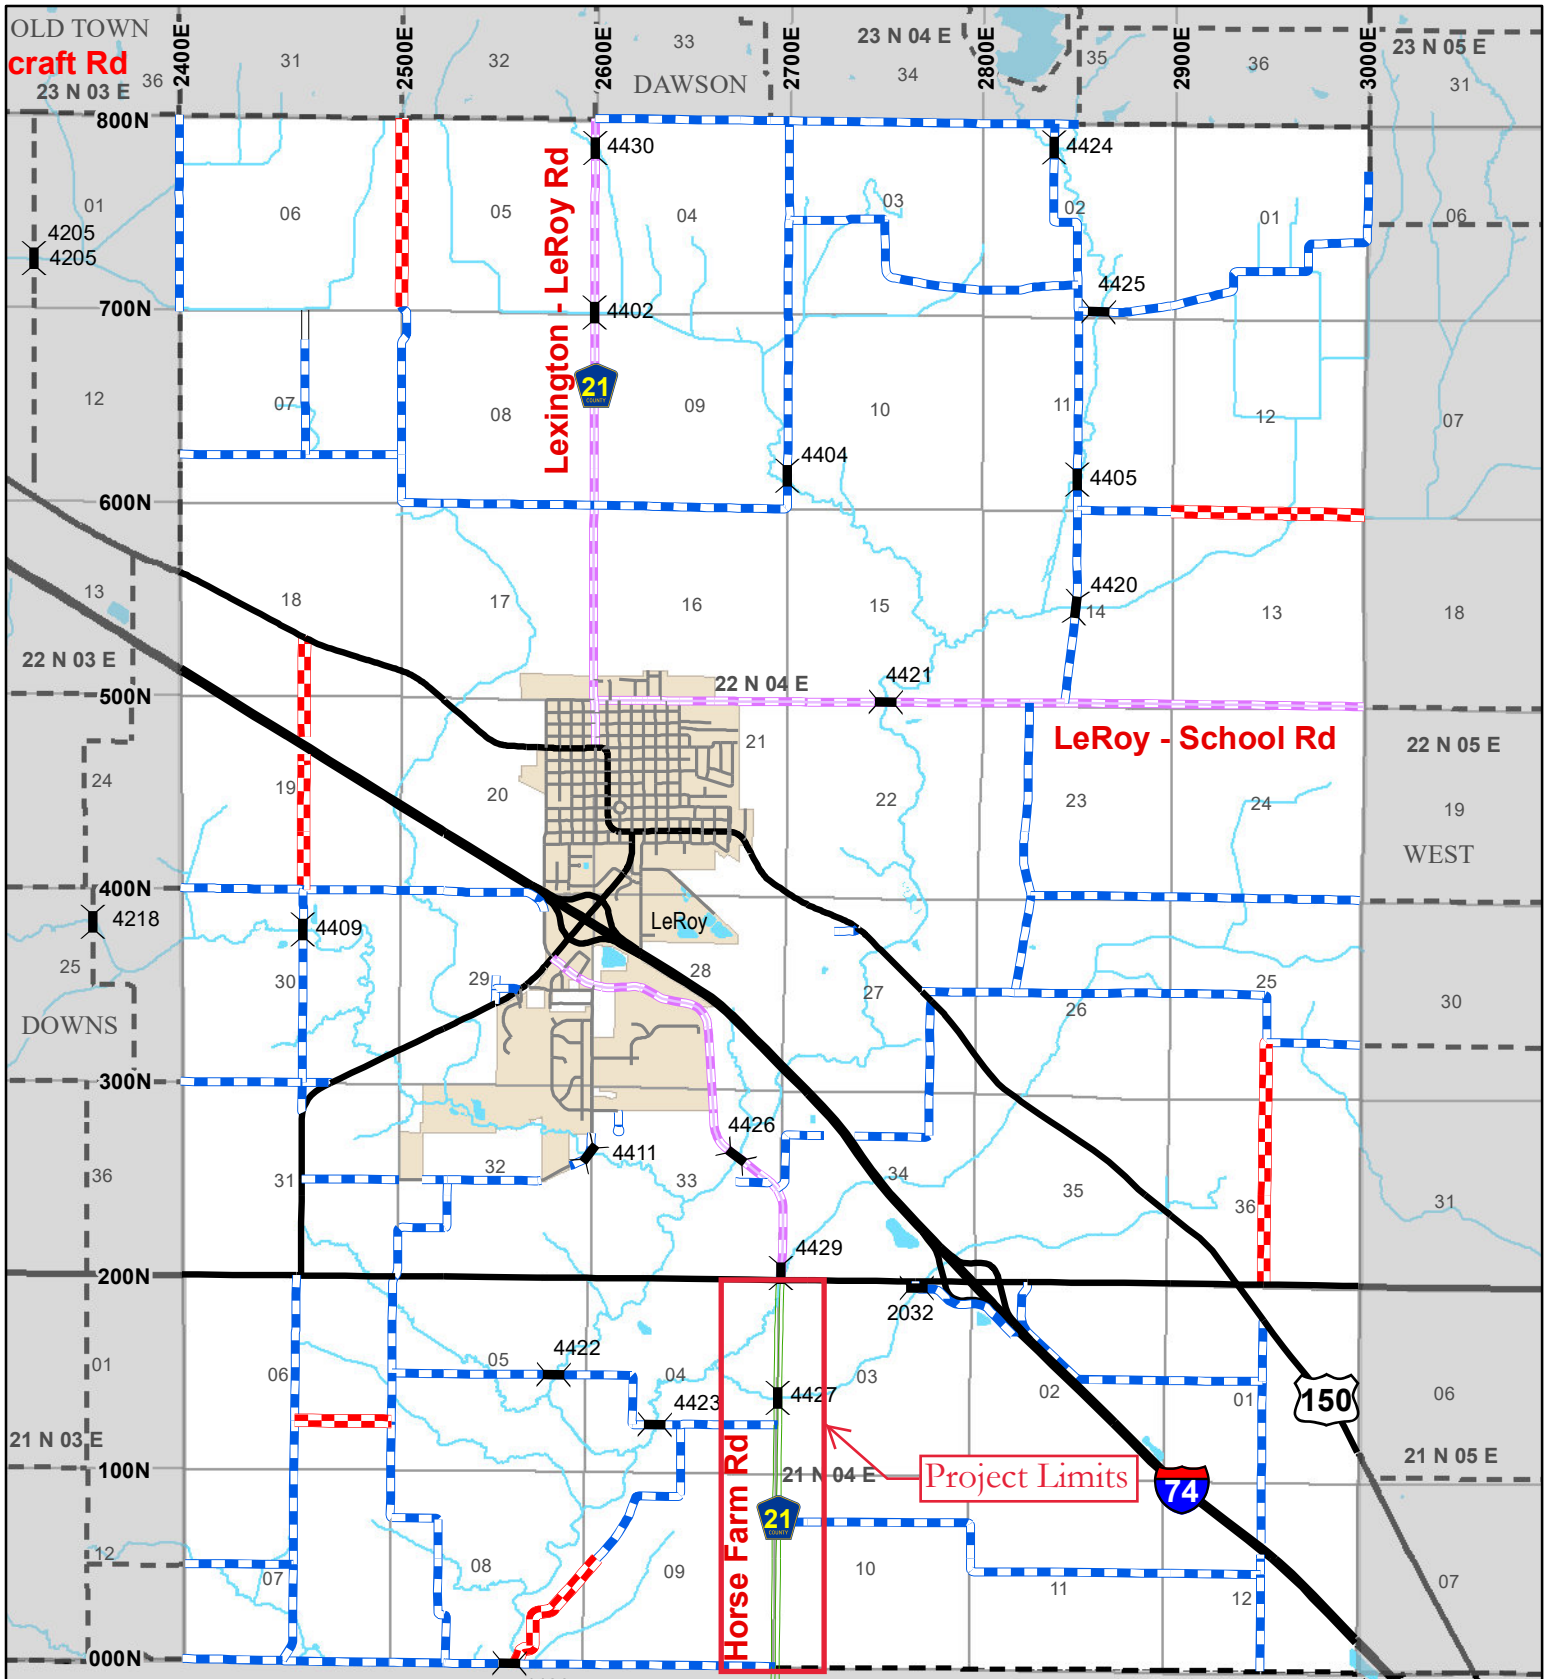 OLD TOWN
craft Rd
36
23 N 03 E
31
2400E
2500E
32
2600E
33
DAWSON
2700E
23 N 04 E
34
2800E
35
2900E
36
3000E
23 N 05 E
31
800N
4430
4424
01
06
05
Lexington - LeRoy Rd
04
03
02
01
06
4205
4205
700N
4402
4425
21
COUNTY
12
07
08
09
10
11
12
07
4404
4405
600N
13
18
17
16
15
4420
14
13
18
22 N 03 E
500N
22 N 04 E
4421
LeRoy - School Rd
22 N 05 E
21
24
19
20
22
23
24
19
WEST
400N
4218
4409
LeRoy
25
30
29
28
27
26
25
30
DOWNS
300N
4426
4411
36
31
32
33
34
35
36
31
4429
200N
2032
4422
01
06
05
04
03
02
01
06
4423
4427
150
21 N 03 E
100N
21 N 04 E
Project Limits
74
21 N 05 E
21
COUNTY
Horse Farm Rd
12
07
08
09
10
11
12
07
000N